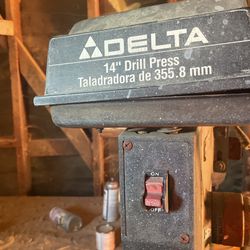 DELTA
14" Drill Press
Taladradora de 355.8 mm
ON
OFF